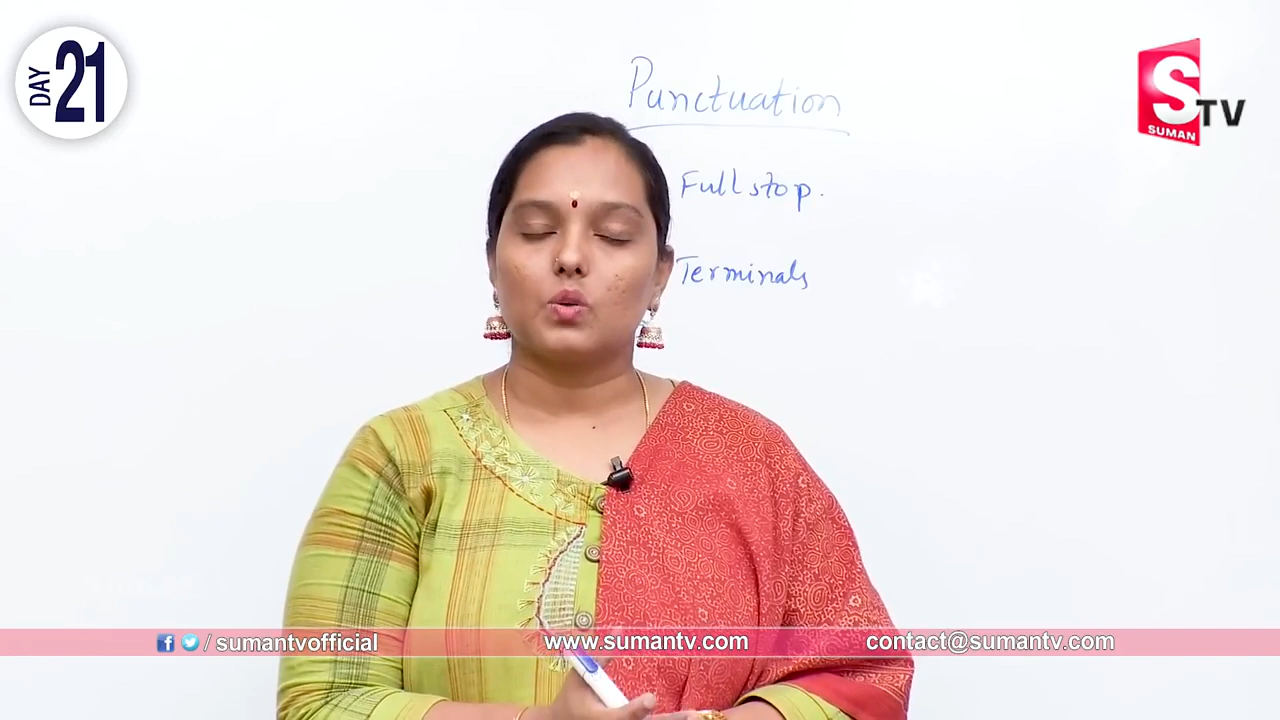 DAY 21
Punctuation
Full stop.
Terminals
S TV
SUMAN
/ sumantvofficial
www.sumantv.com
contact@sumantv.com